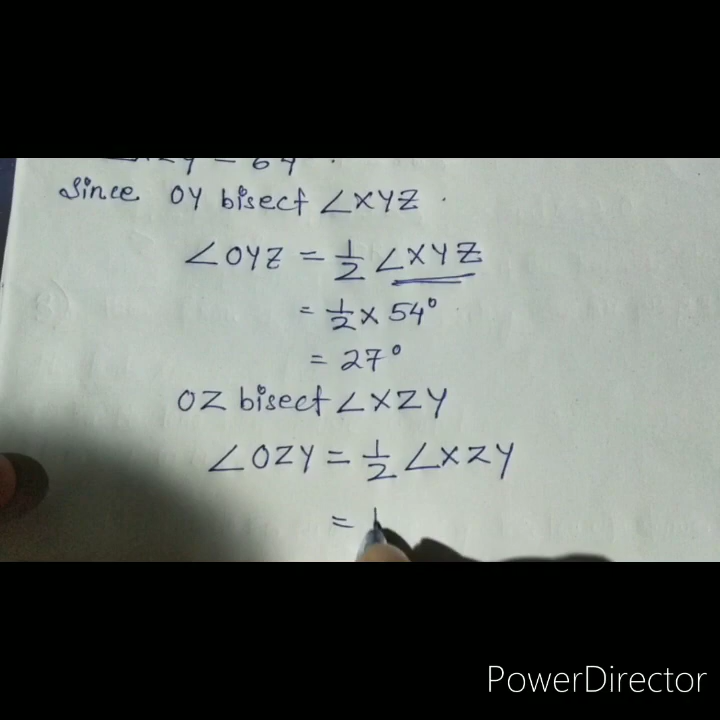 Since OY bisect ∠XYZ.
∠OYZ = 1/2 ∠XYZ
= 1/2 × 54°
= 27°
OZ bisect ∠XZY
∠OZY = 1/2 ∠XZY
= 1
PowerDirector